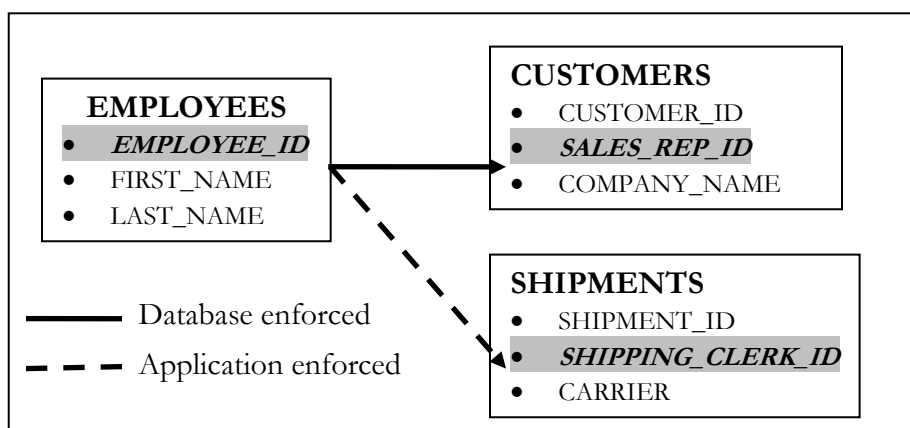 EMPLOYEES
• EMPLOYEE_ID
• FIRST_NAME
• LAST_NAME
CUSTOMERS
• CUSTOMER_ID
• SALES_REP_ID
• COMPANY_NAME
SHIPMENTS
• SHIPMENT_ID
• SHIPPING_CLERK_ID
• CARRIER
Database enforced
Application enforced